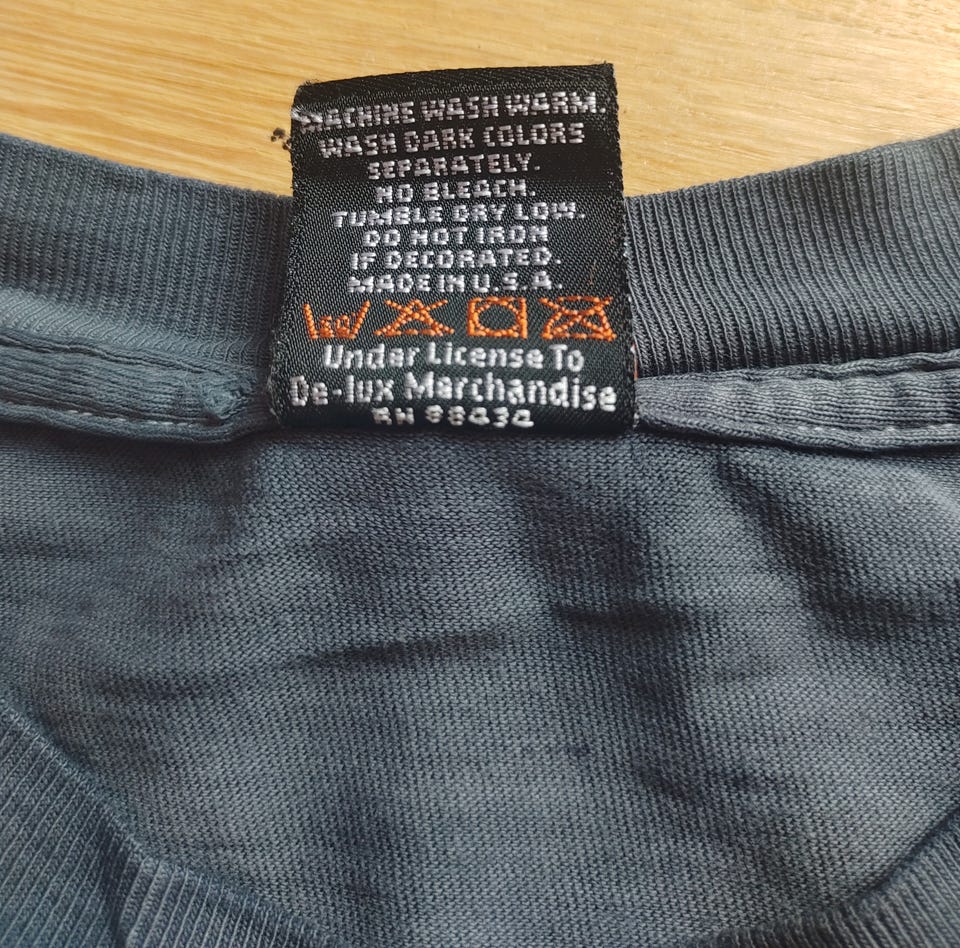 MACHINE WASH WARM.
WASH DARK COLORS
SEPARATELY.
NO BLEACH.
TUMBLE DRY LOW.
DO NOT IRON
IF DECORATED.
MADE IN U.S.A.
Under License To
De-lux Merchandise
RN 98434